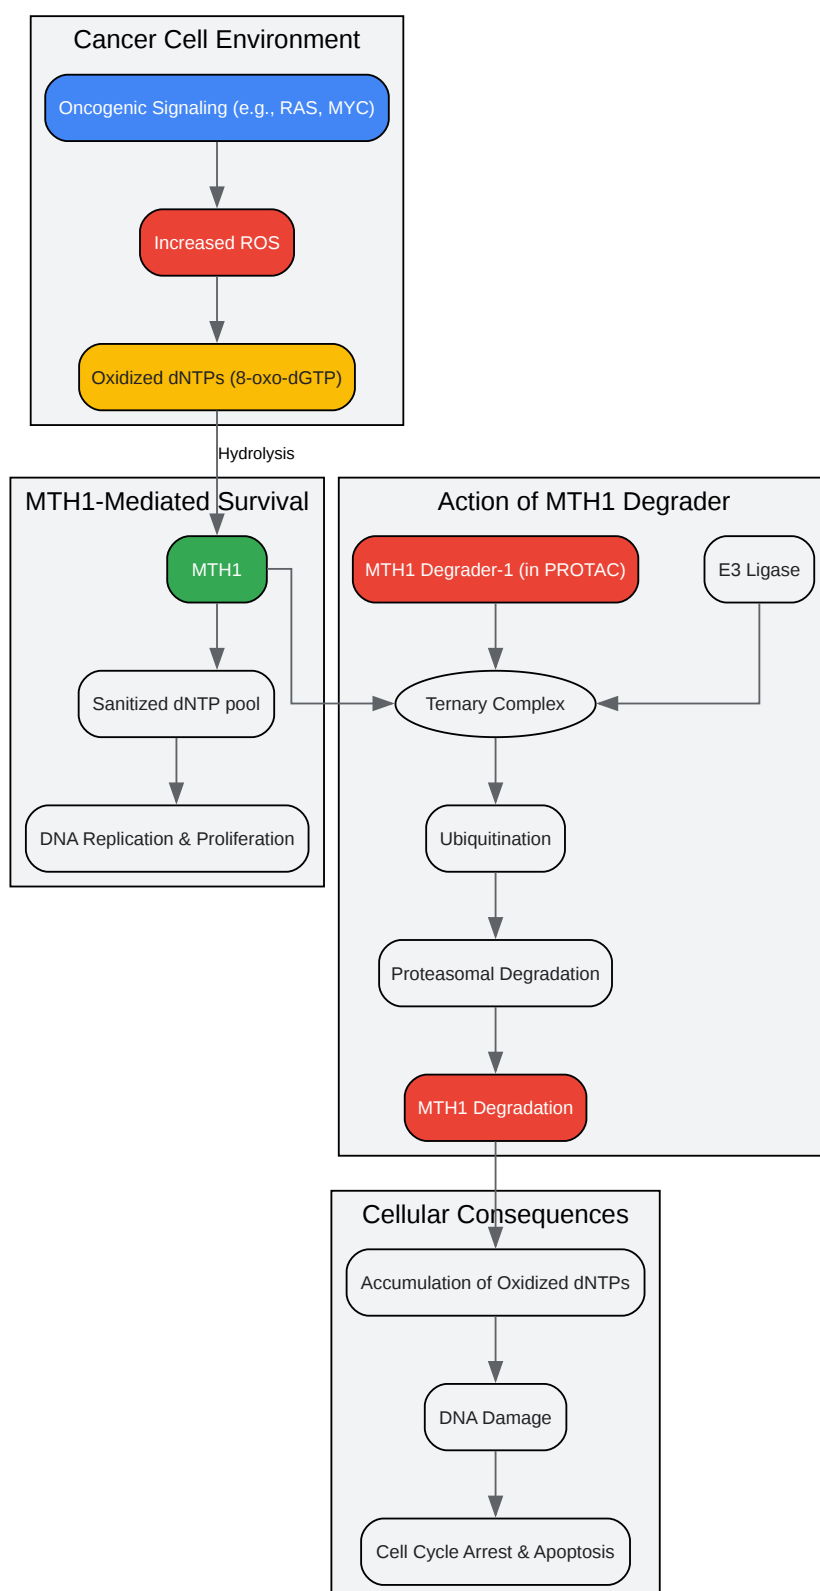 Cancer Cell Environment
Oncogenic Signaling (e.g., RAS, MYC)
Increased ROS
Oxidized dNTPs (8-oxo-dGTP)
Hydrolysis
MTH1-Mediated Survival
MTH1
Sanitized dNTP pool
DNA Replication & Proliferation
Action of MTH1 Degrader
MTH1 Degrader-1 (in PROTAC)
E3 Ligase
Ternary Complex
Ubiquitination
Proteasomal Degradation
MTH1 Degradation
Cellular Consequences
Accumulation of Oxidized dNTPs
DNA Damage
Cell Cycle Arrest & Apoptosis